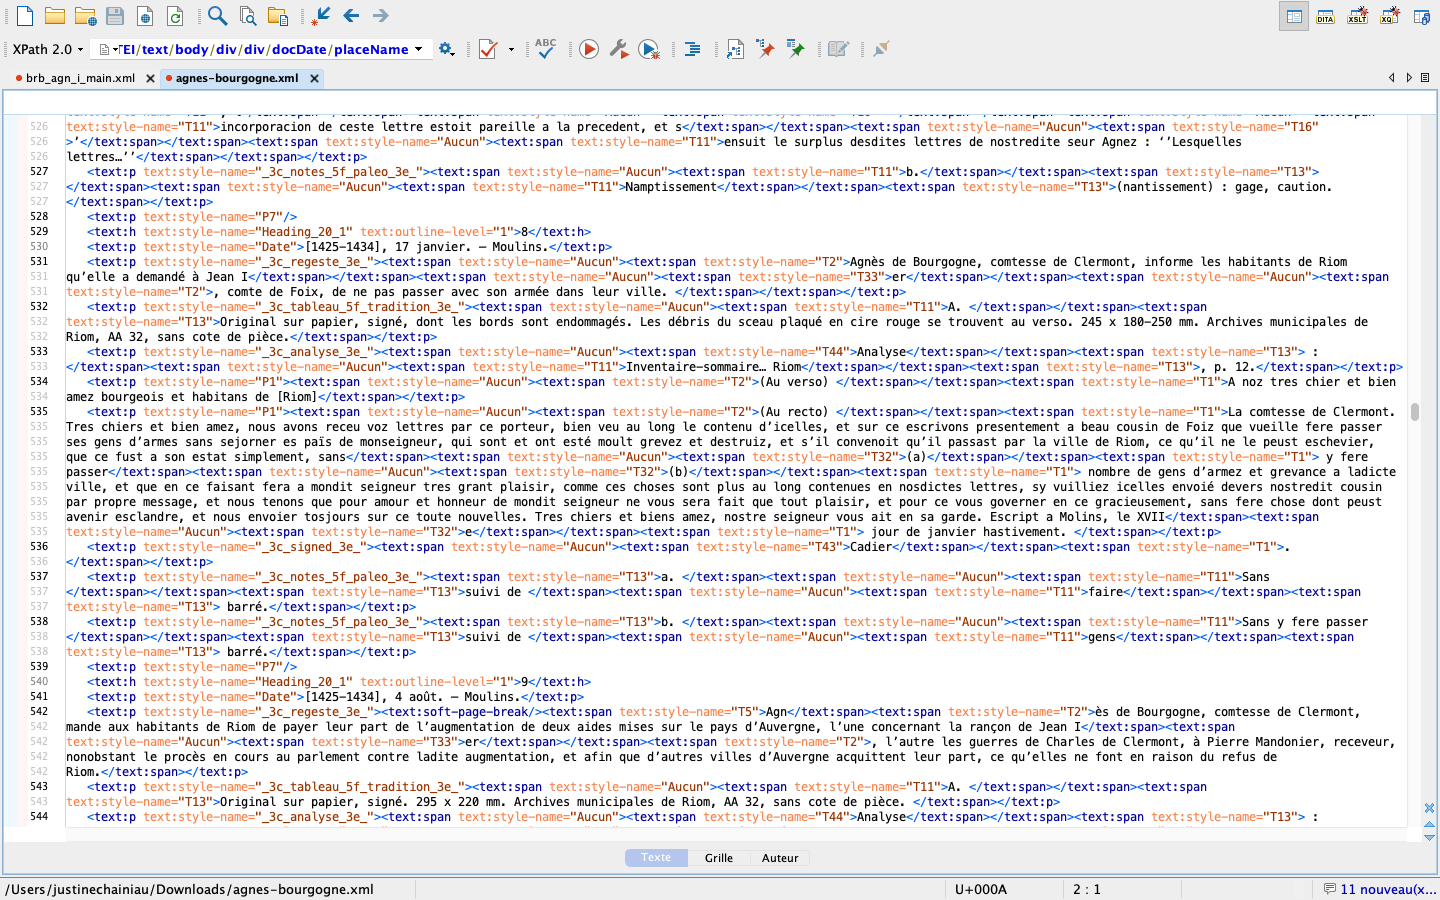 XPath 2.0
ΈI/text/body/div/div/docDate/placeName
ABC
DITA
XSLT
XQ
brb_agn_i_main.xml
agnes-bourgogne.xml
526 text:style-name="T11">incorporacion de ceste lettre estoit pareille a la precedent, et s</text:span></text:span><text:span text:style-name="Aucun"><text:span text:style-name="T16"
526 >’</text:span></text:span><text:span text:style-name="Aucun"><text:span text:style-name="T11">ensuit le surplus desdites lettres de nostredite seur Agnez : ‘’Lesquelles
526 lettres…’’</text:span></text:span></text:p>
527 <text:p text:style-name="_3c_notes_5f_paleo_3e_"><text:span text:style-name="Aucun"><text:span text:style-name="T11">b.</text:span></text:span><text:span text:style-name="T13">
527 </text:span><text:span text:style-name="Aucun"><text:span text:style-name="T11">Namptissement</text:span></text:span><text:span text:style-name="T13">(nantissement) : gage, caution.
527 </text:span></text:p>
528 <text:p text:style-name="P7"/>
529 <text:h text:style-name="Heading_20_1" text:outline-level="1">8</text:h>
530 <text:p text:style-name="Date">[1425-1434], 17 janvier. – Moulins.</text:p>
531 <text:p text:style-name="_3c_regeste_3e_"><text:span text:style-name="Aucun"><text:span text:style-name="T2">Agnès de Bourgogne, comtesse de Clermont, informe les habitants de Riom
531 qu’elle a demandé à Jean I</text:span></text:span><text:span text:style-name="Aucun"><text:span text:style-name="T33">er</text:span></text:span><text:span text:style-name="Aucun"><text:span
531 text:style-name="T2">, comte de Foix, de ne pas passer avec son armée dans leur ville. </text:span></text:span></text:p>
532 <text:p text:style-name="_3c_tableau_5f_tradition_3e_"><text:span text:style-name="Aucun"><text:span text:style-name="T11">A. </text:span></text:span><text:span
532 text:style-name="T13">Original sur papier, signé, dont les bords sont endommagés. Les débris du sceau plaqué en cire rouge se trouvent au verso. 245 x 180-250 mm. Archives municipales de
532 Riom, AA 32, sans cote de pièce.</text:span></text:p>
533 <text:p text:style-name="_3c_analyse_3e_"><text:span text:style-name="Aucun"><text:span text:style-name="T44">Analyse</text:span></text:span><text:span text:style-name="T13"> :
533 </text:span><text:span text:style-name="Aucun"><text:span text:style-name="T11">Inventaire-sommaire… Riom</text:span></text:span><text:span text:style-name="T13">, p. 12.</text:span></text:p>
534 <text:p text:style-name="P1"><text:span text:style-name="Aucun"><text:span text:style-name="T2">(Au verso) </text:span></text:span><text:span text:style-name="T1">A noz tres chier et bien
534 amez bourgeois et habitans de [Riom]</text:span></text:p>
535 <text:p text:style-name="P1"><text:span text:style-name="Aucun"><text:span text:style-name="T2">(Au recto) </text:span></text:span><text:span text:style-name="T1">La comtesse de Clermont.
535 Tres chiers et bien amez, nous avons receu voz lettres par ce porteur, bien veu au long le contenu d’icelles, et sur ce escrivons presentement a beau cousin de Foiz que vueille fere passer
535 ses gens d’armes sans sejorner es païs de monseigneur, qui sont et ont esté moult grevez et destruiz, et s’il convenoit qu’il passast par la ville de Riom, ce qu’il ne le peust eschevier,
535 que ce fust a son estat simplement, sans</text:span><text:span text:style-name="Aucun"><text:span text:style-name="T32">(a)</text:span></text:span><text:span text:style-name="T1"> y fere
535 passer</text:span><text:span text:style-name="Aucun"><text:span text:style-name="T32">(b)</text:span></text:span><text:span text:style-name="T1"> nombre de gens d’armez et grevance a ladicte
535 ville, et que en ce faisant fera a mondit seigneur tres grant plaisir, comme ces choses sont plus au long contenues en nosdictes lettres, sy vuilliez icelles envoié devers nostredit cousin
535 par propre message, et nous tenons que pour amour et honneur de mondit seigneur ne vous sera fait que tout plaisir, et pour ce vous governer en ce gracieusement, sans fere chose dont peust
535 avenir esclandre, et nous envoier tosjours sur ce toute nouvelles. Tres chiers et biens amez, nostre seigneur vous ait en sa garde. Escript a Molins, le XVII</text:span><text:span
535 text:style-name="Aucun"><text:span text:style-name="T32">e</text:span></text:span><text:span text:style-name="T1"> jour de janvier hastivement. </text:span></text:p>
536 <text:p text:style-name="_3c_signed_3e_"><text:span text:style-name="Aucun"><text:span text:style-name="T43">Cadier</text:span></text:span><text:span text:style-name="T1">.
536 </text:span></text:p>
537 <text:p text:style-name="_3c_notes_5f_paleo_3e_"><text:span text:style-name="T13">a. </text:span><text:span text:style-name="Aucun"><text:span text:style-name="T11">Sans
537 </text:span></text:span><text:span text:style-name="T13">suivi de </text:span><text:span text:style-name="Aucun"><text:span text:style-name="T11">faire</text:span></text:span><text:span
537 text:style-name="T13"> barré.</text:span></text:p>
538 <text:p text:style-name="_3c_notes_5f_paleo_3e_"><text:span text:style-name="T13">b. </text:span><text:span text:style-name="Aucun"><text:span text:style-name="T11">Sans y fere passer
538 </text:span></text:span><text:span text:style-name="T13">suivi de </text:span><text:span text:style-name="Aucun"><text:span text:style-name="T11">gens</text:span></text:span><text:span
538 text:style-name="T13"> barré.</text:span></text:p>
539 <text:p text:style-name="P7"/>
540 <text:h text:style-name="Heading_20_1" text:outline-level="1">9</text:h>
541 <text:p text:style-name="Date">[1425-1434], 4 août. – Moulins.</text:p>
542 <text:p text:style-name="_3c_regeste_3e_"><text:soft-page-break/><text:span text:style-name="T5">Agn</text:span><text:span text:style-name="T2">ès de Bourgogne, comtesse de Clermont,
542 mande aux habitants de Riom de payer leur part de l’augmentation de deux aides mises sur le pays d’Auvergne, l’une concernant la rançon de Jean I</text:span><text:span
542 text:style-name="Aucun"><text:span text:style-name="T33">er</text:span></text:span><text:span text:style-name="T2">, l’autre les guerres de Charles de Clermont, à Pierre Mandonier, receveur,
542 nonobstant le procès en cours au parlement contre ladite augmentation, et afin que d’autres villes d’Auvergne acquittent leur part, ce qu’elles ne font en raison du refus de
542 Riom.</text:span></text:p>
543 <text:p text:style-name="_3c_tableau_5f_tradition_3e_"><text:span text:style-name="Aucun"><text:span text:style-name="T11">A. </text:span></text:span><text:span
543 text:style-name="T13">Original sur papier, signé. 295 x 220 mm. Archives municipales de Riom, AA 32, sans cote de pièce. </text:span></text:p>
544 <text:p text:style-name="_3c_analyse_3e_"><text:span text:style-name="Aucun"><text:span text:style-name="T44">Analyse</text:span></text:span><text:span text:style-name="T13"> :
Texte Grille Auteur
/Users/justinechainiau/Downloads/agnes-bourgogne.xml
U+000A
2 : 1
11 nouveau(x...